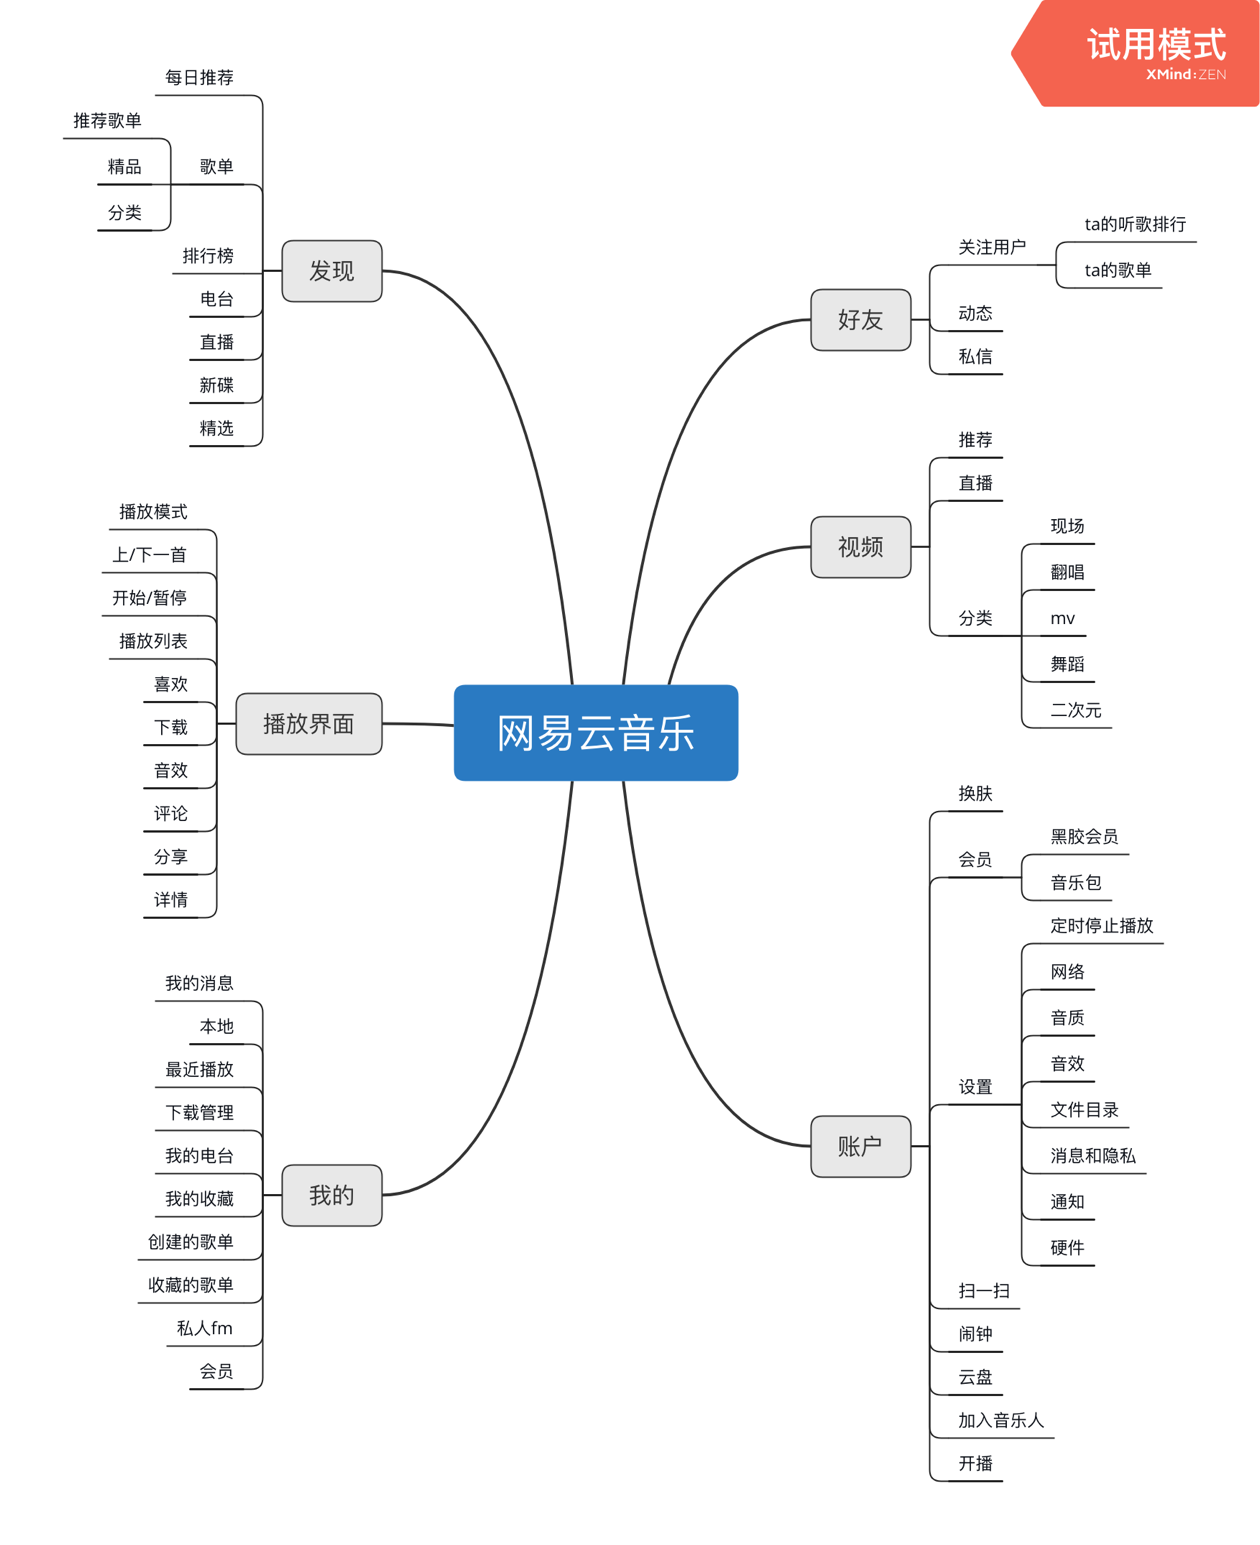 试用模式
XMind:ZEN
网易云音乐
发现
每日推荐
歌单
推荐歌单
精品
分类
排行榜
电台
直播
新碟
精选
播放界面
播放模式
上/下一首
开始/暂停
播放列表
喜欢
下载
音效
评论
分享
详情
我的
我的消息
本地
最近播放
下载管理
我的电台
我的收藏
创建的歌单
收藏的歌单
私人fm
会员
好友
关注用户
ta的听歌排行
ta的歌单
动态
私信
视频
推荐
直播
分类
现场
翻唱
mv
舞蹈
二次元
账户
换肤
会员
黑胶会员
音乐包
设置
定时停止播放
网络
音质
音效
文件目录
消息和隐私
通知
硬件
扫一扫
闹钟
云盘
加入音乐人
开播